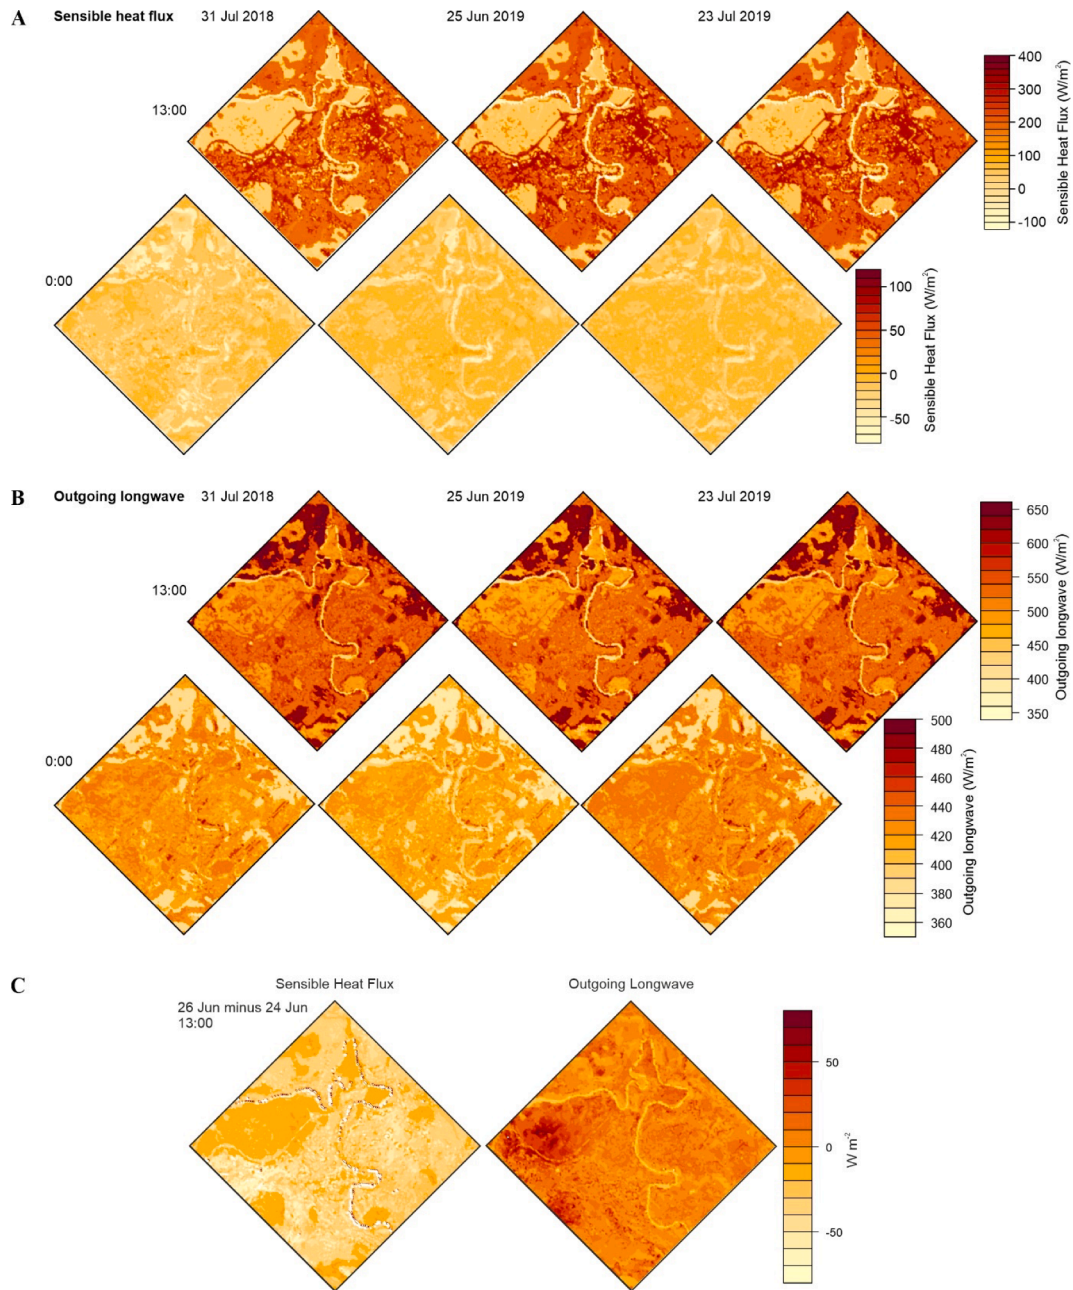 A
Sensible heat flux 31 Jul 2018 25 Jun 2019 23 Jul 2019
13:00
400
300
200
100
0
-100
Sensible Heat Flux (W/m²)
0:00
100
50
0
-50
Sensible Heat Flux (W/m²)
B
Outgoing longwave 31 Jul 2018 25 Jun 2019 23 Jul 2019
13:00
650
600
550
500
450
400
350
Outgoing longwave (W/m²)
0:00
500
480
460
440
420
400
380
360
Outgoing longwave (W/m²)
C
Sensible Heat Flux Outgoing Longwave
26 Jun minus 24 Jun
13:00
50
0
-50
W m⁻²